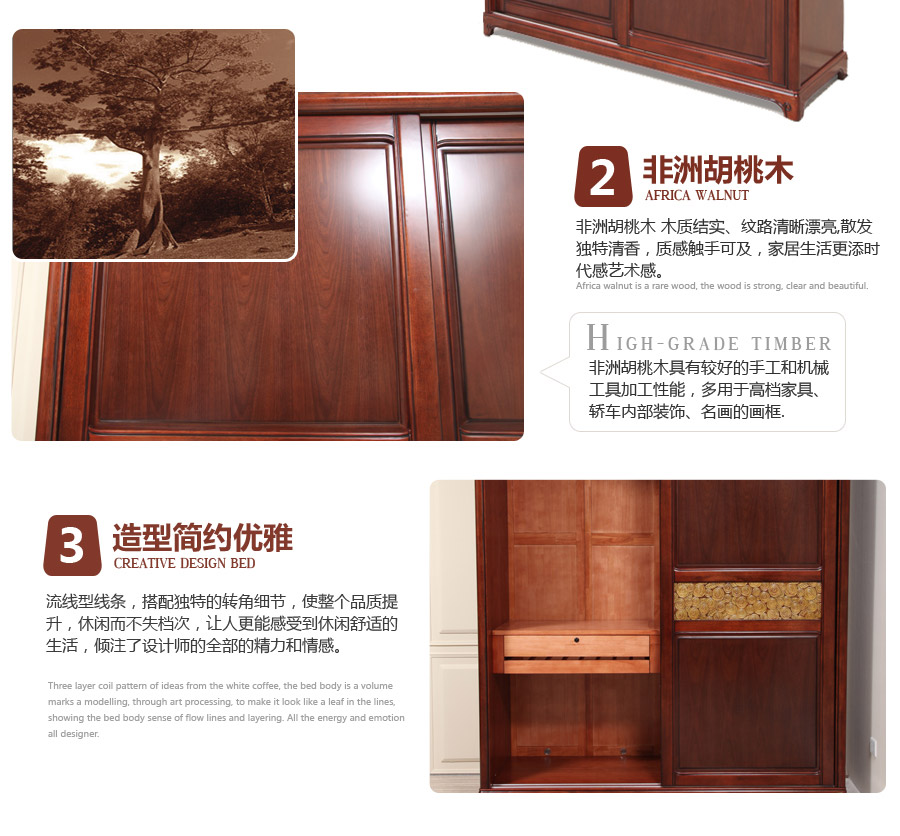 2
非洲胡桃木
AFRICA WALNUT
非洲胡桃木 木质结实、纹路清晰漂亮,散发
独特清香，质感触手可及，家居生活更添时
代感艺术感。
Africa walnut is a rare wood, the wood is strong, clear and beautiful.
HIGH-GRADE TIMBER
非洲胡桃木具有较好的手工和机械
工具加工性能，多用于高档家具、
轿车内部装饰、名画的画框.
3
造型简约优雅
CREATIVE DESIGN BED
流线型线条，搭配独特的转角细节，使整个品质提
升，休闲而不失档次，让人更能感受到休闲舒适的
生活，倾注了设计师的全部的精力和情感。
Three layer coil pattern of ideas from the white coffee, the bed body is a volume
marks a modelling, through art processing, to make it look like a leaf in the lines,
showing the bed body sense of flow lines and layering. All the energy and emotion
all designer.